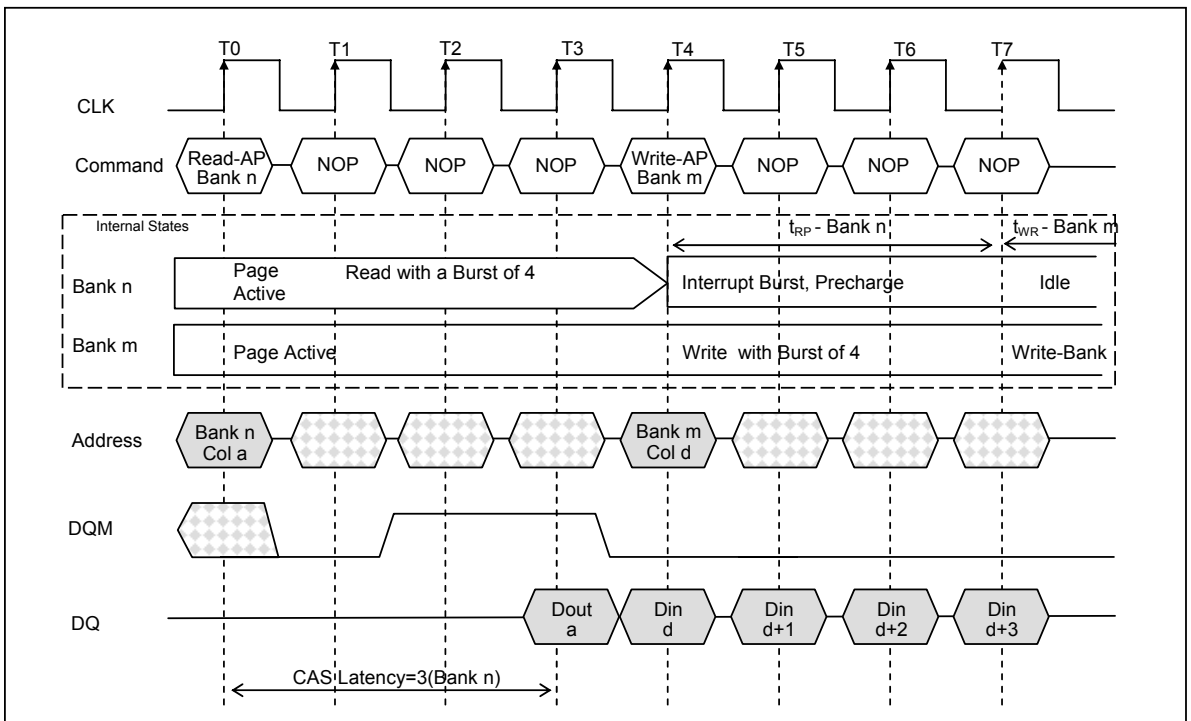 T0 T1 T2 T3 T4 T5 T6 T7
CLK
Command
Read-AP
Bank n
NOP NOP NOP
Write-AP
Bank m
NOP NOP NOP
Internal States
tRP - Bank n
tWR - Bank m
Bank n
Page
Active
Read with a Burst of 4
Interrupt Burst, Precharge
Idle
Bank m
Page Active
Write with Burst of 4
Write-Bank
Address
Bank n
Col a
Bank m
Col d
DQM
DQ
Dout
a
Din
d
Din
d+1
Din
d+2
Din
d+3
CAS Latency=3(Bank n)